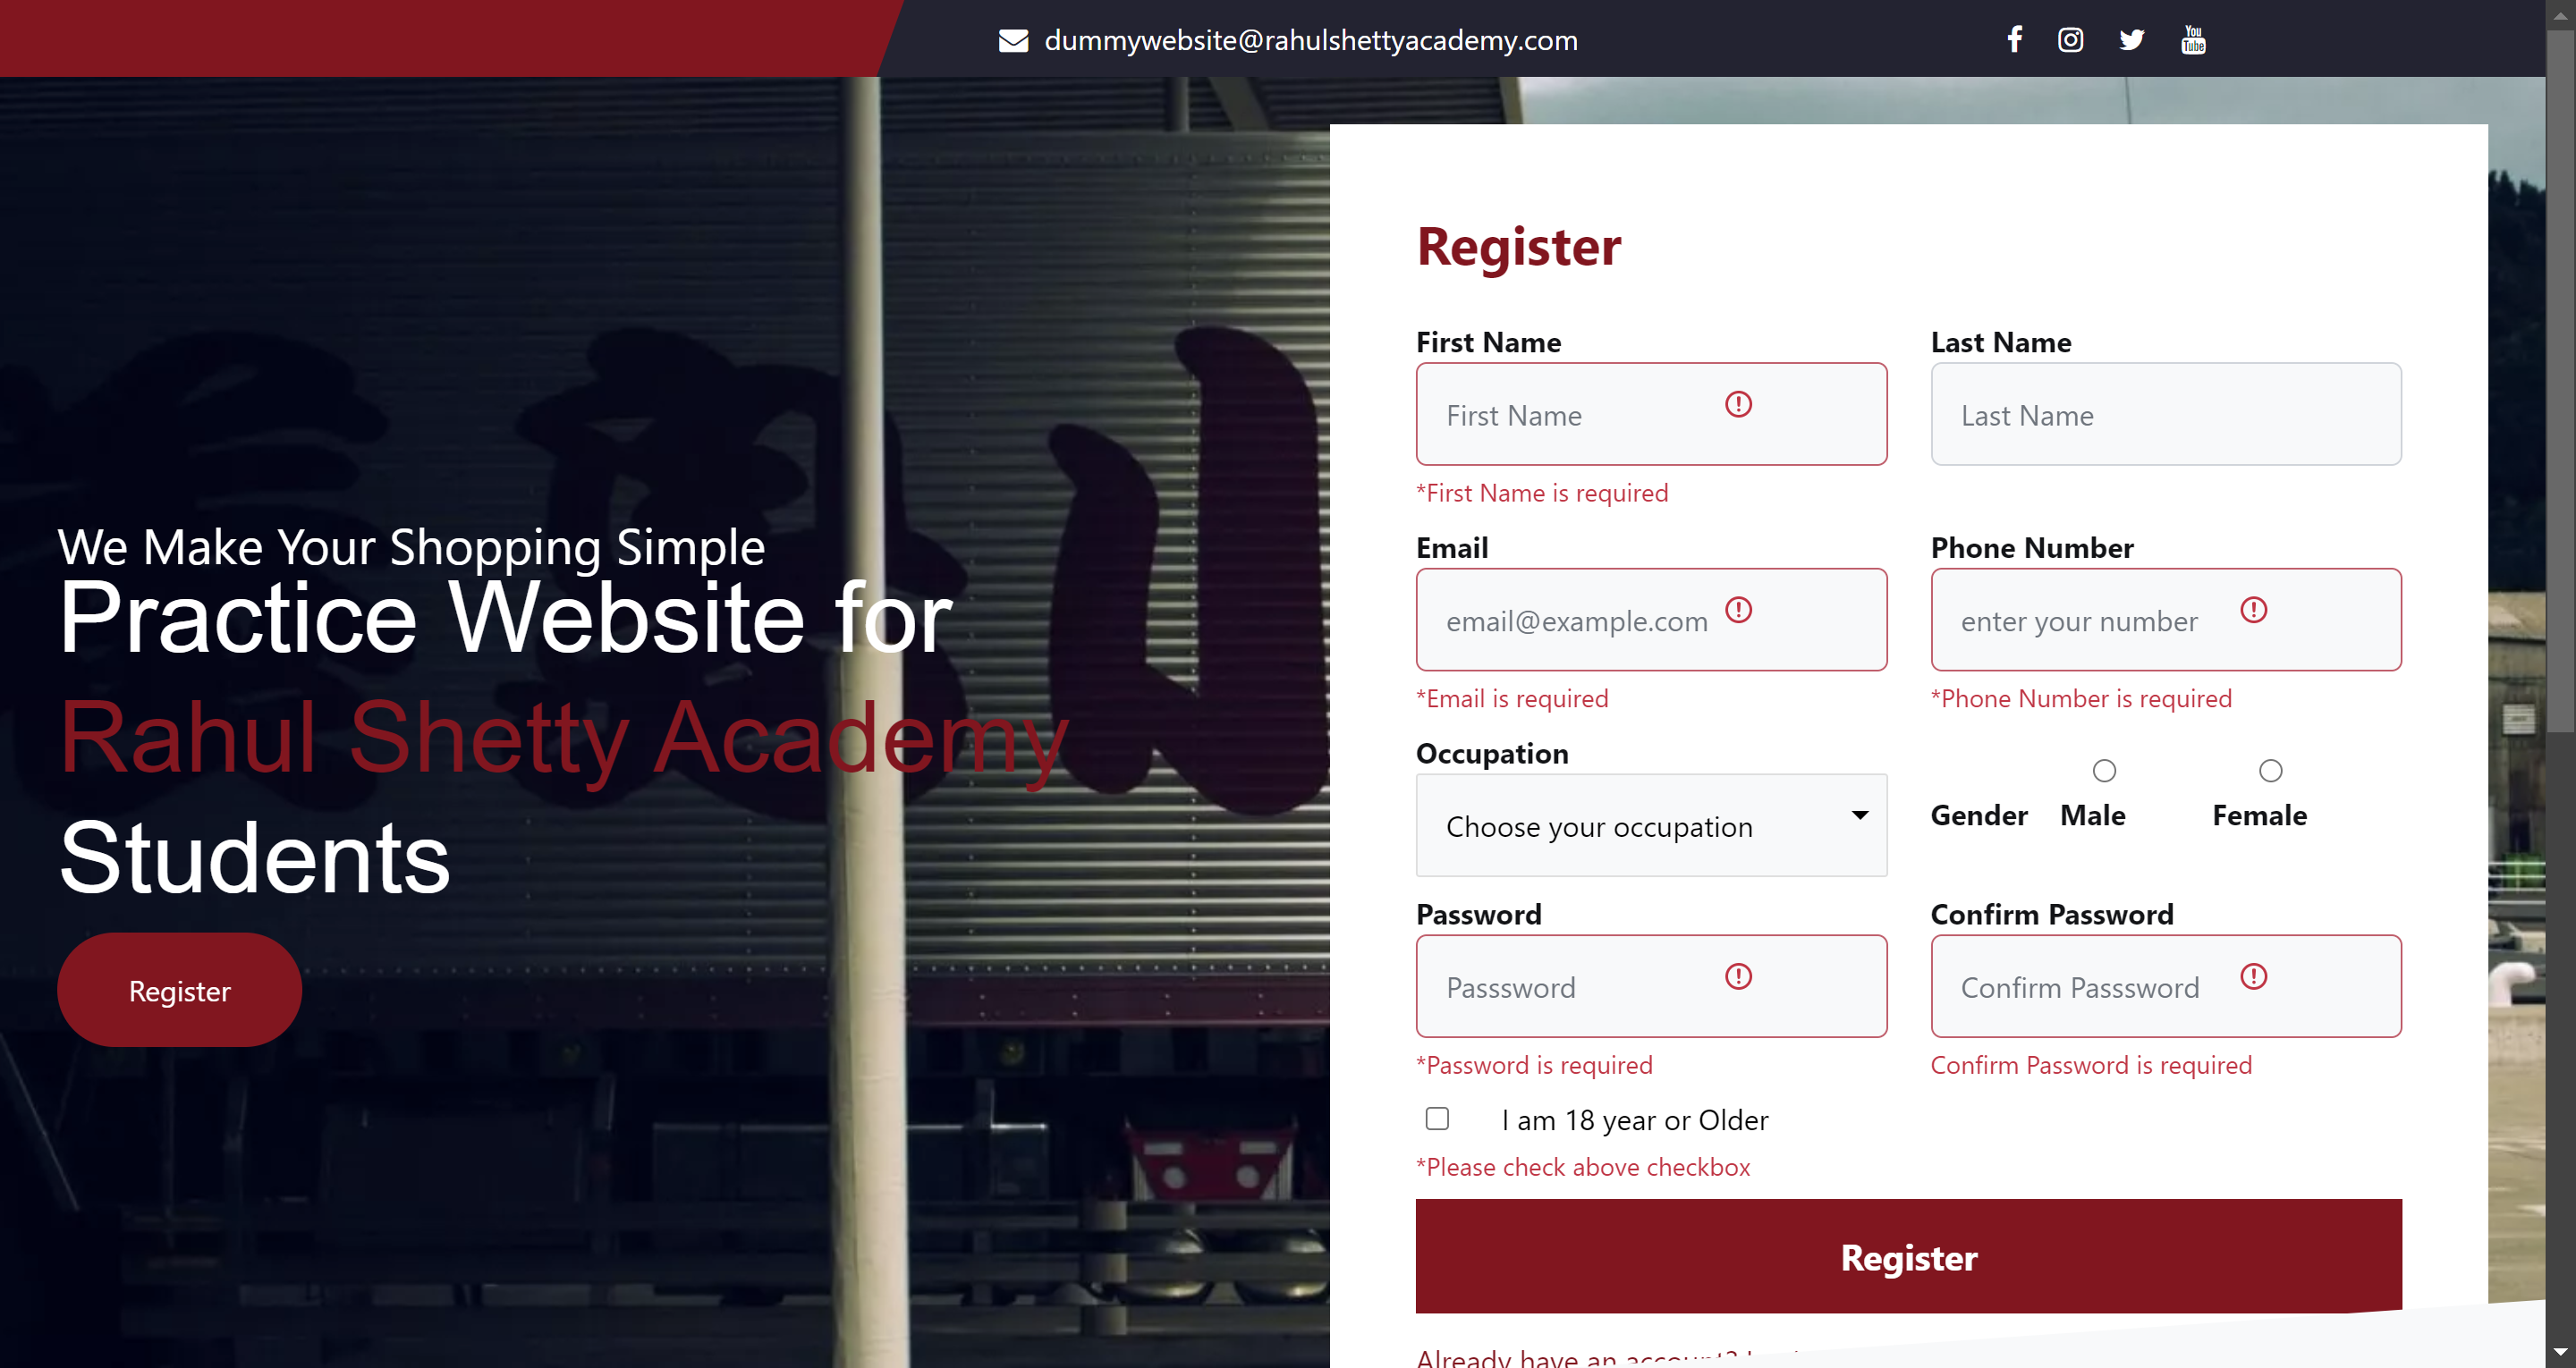 dummywebsite@rahulshettyacademy.com
You
Tube
We Make Your Shopping Simple
Practice Website for
Rahul Shetty Academy
Students
Register
Register
First Name
Last Name
First Name
Last Name
*First Name is required
Email
Phone Number
email@example.com
enter your number
*Email is required
*Phone Number is required
Occupation
Choose your occupation
Gender Male Female
Password
Confirm Password
Passsword
Confirm Passsword
*Password is required
Confirm Password is required
I am 18 year or Older
*Please check above checkbox
Register
Already have an account?